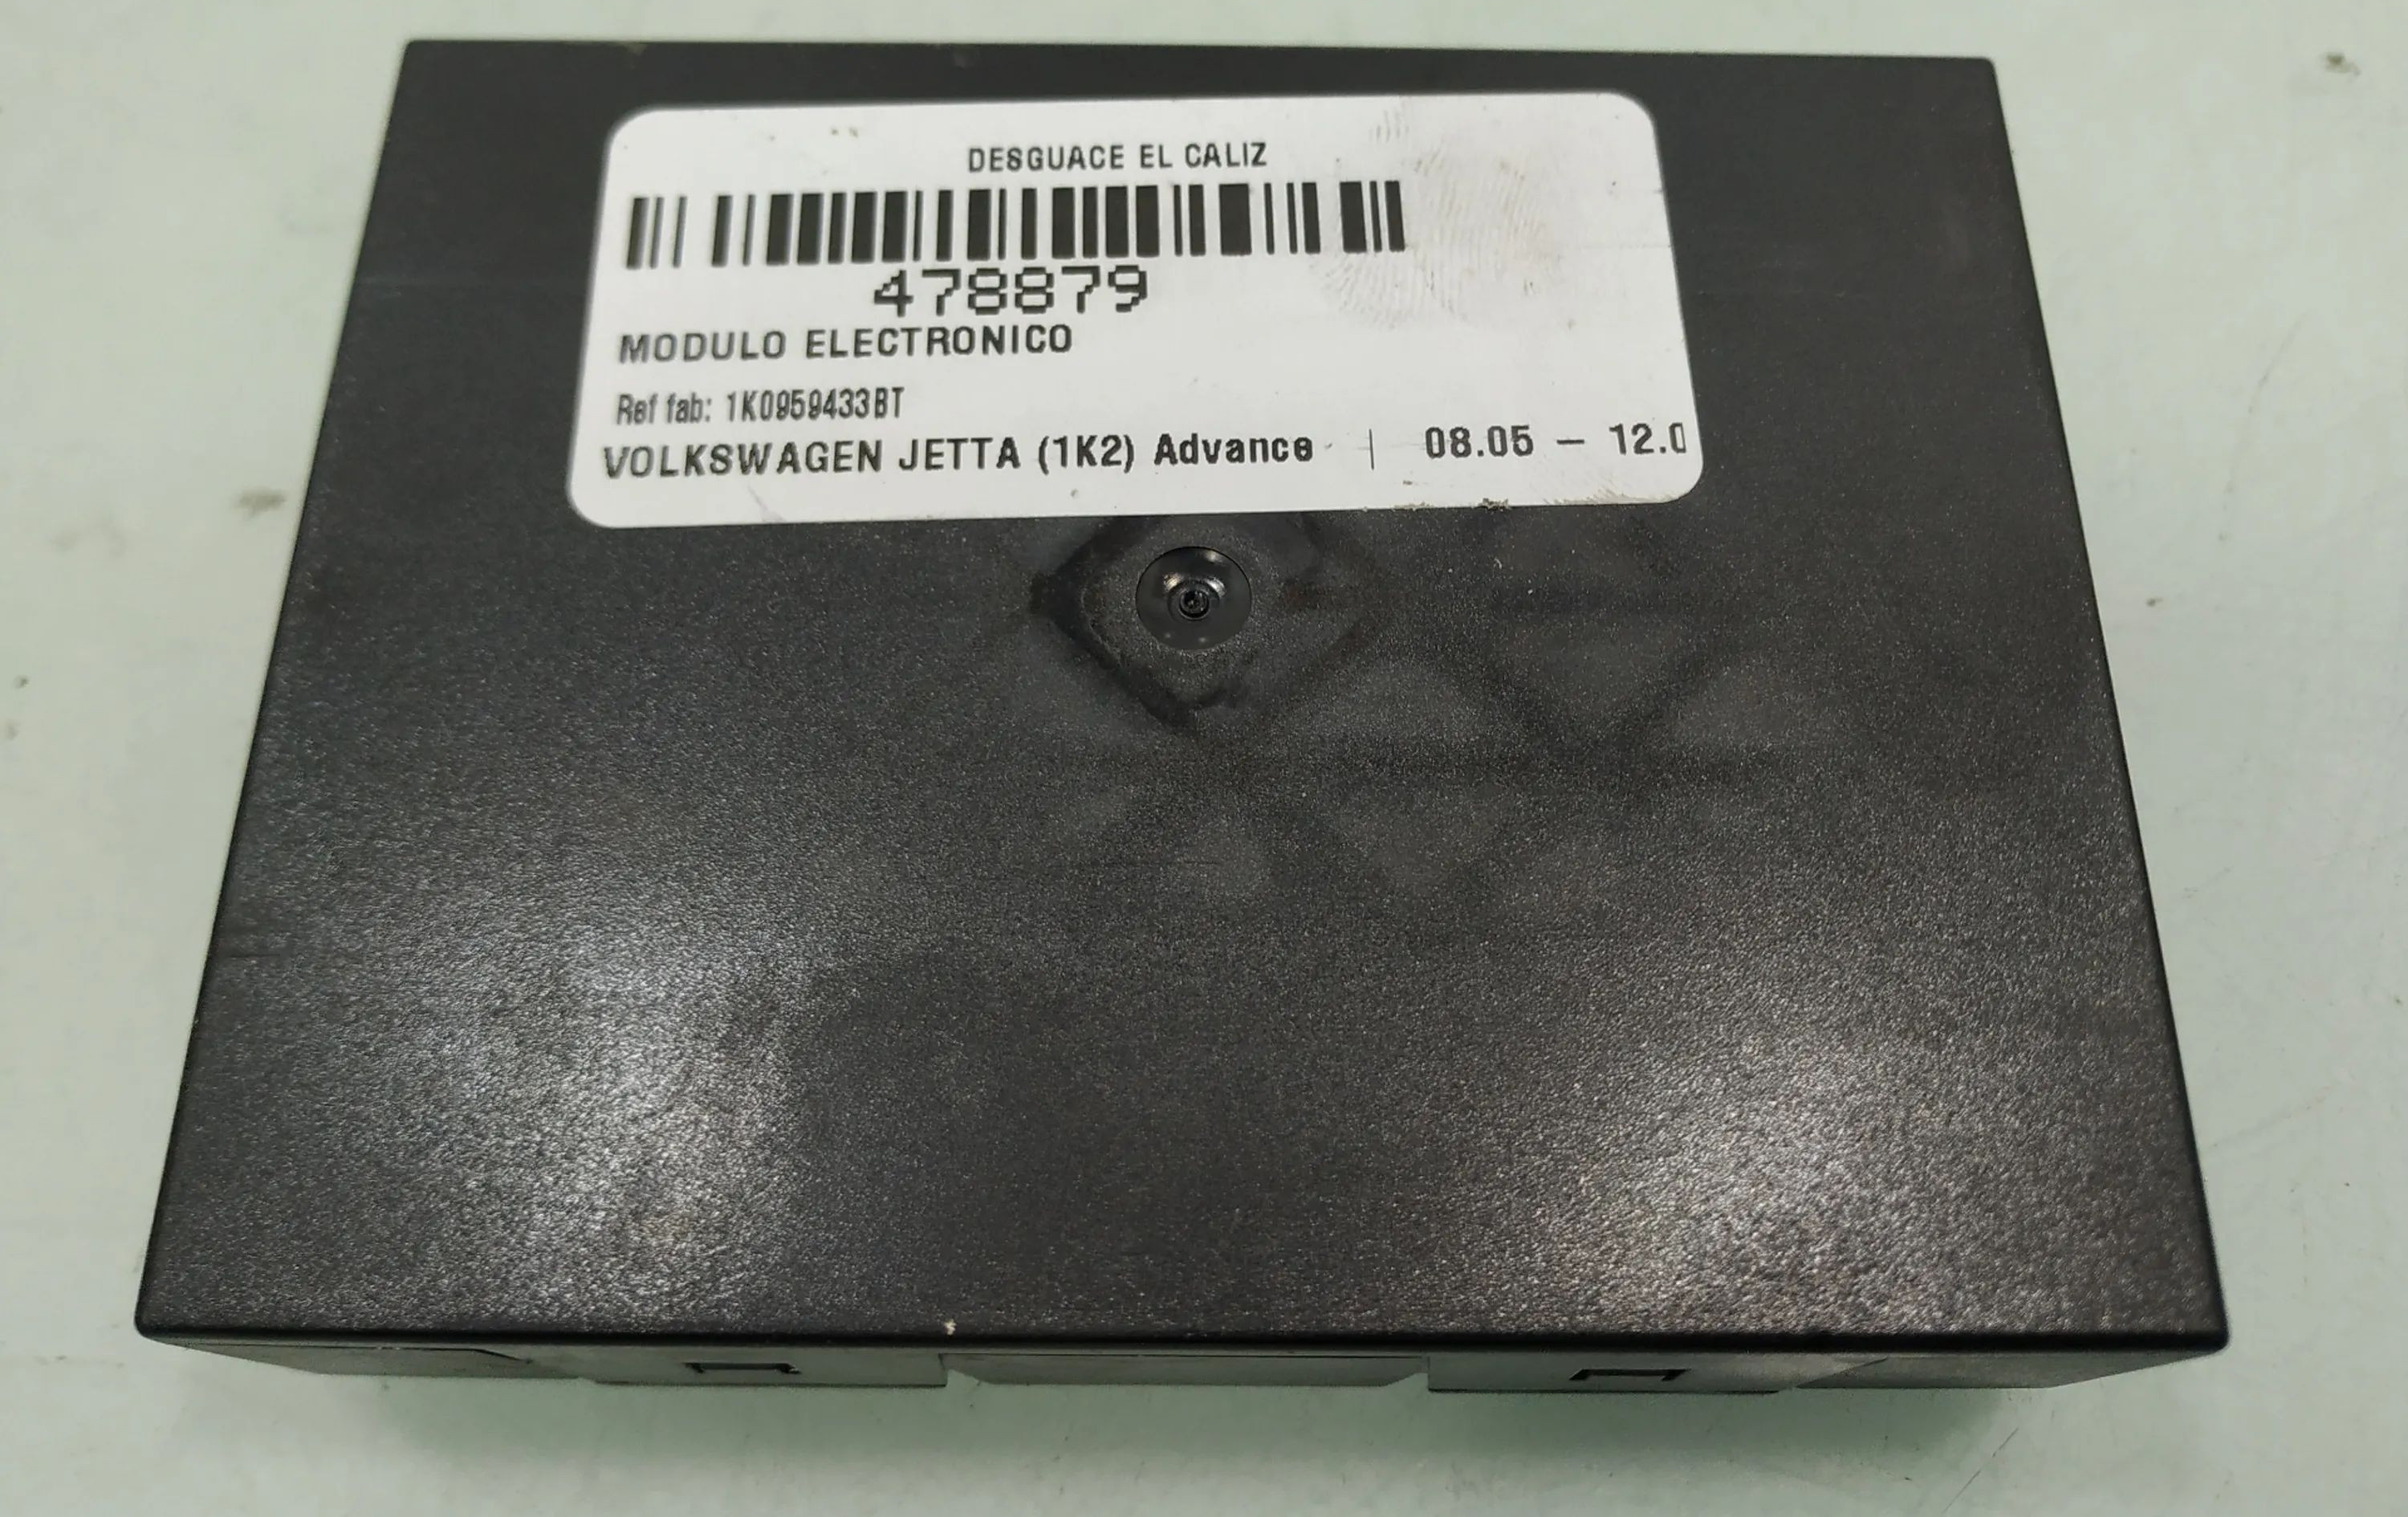 DESGUACE EL CALIZ
478879
MODULO ELECTRONICO
Ref fab: 1K0959433BT
VOLKSWAGEN JETTA (1K2) Advance | 08.05 – 12.0